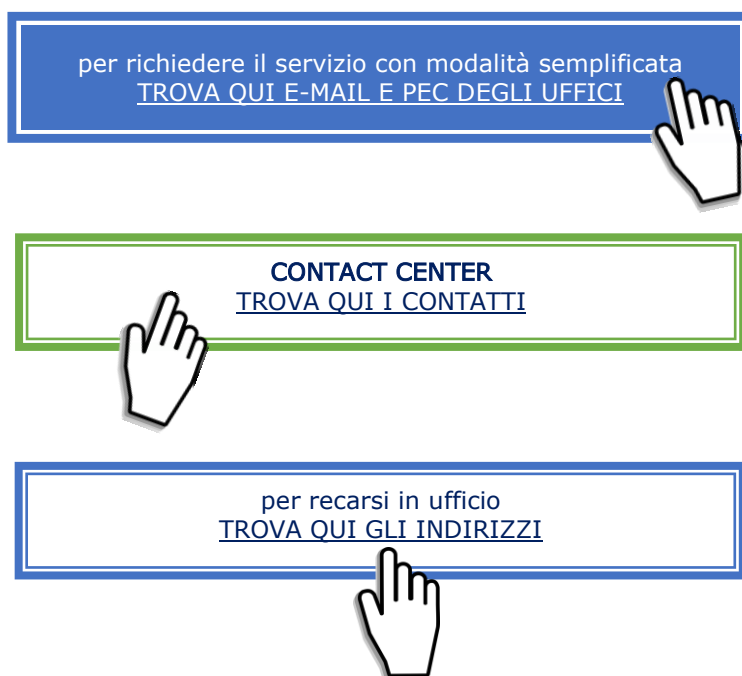 per richiedere il servizio con modalità semplificata
TROVA QUI E-MAIL E PEC DEGLI UFFICI
CONTACT CENTER
TROVA QUI I CONTATTI
per recarsi in ufficio
TROVA QUI GLI INDIRIZZI